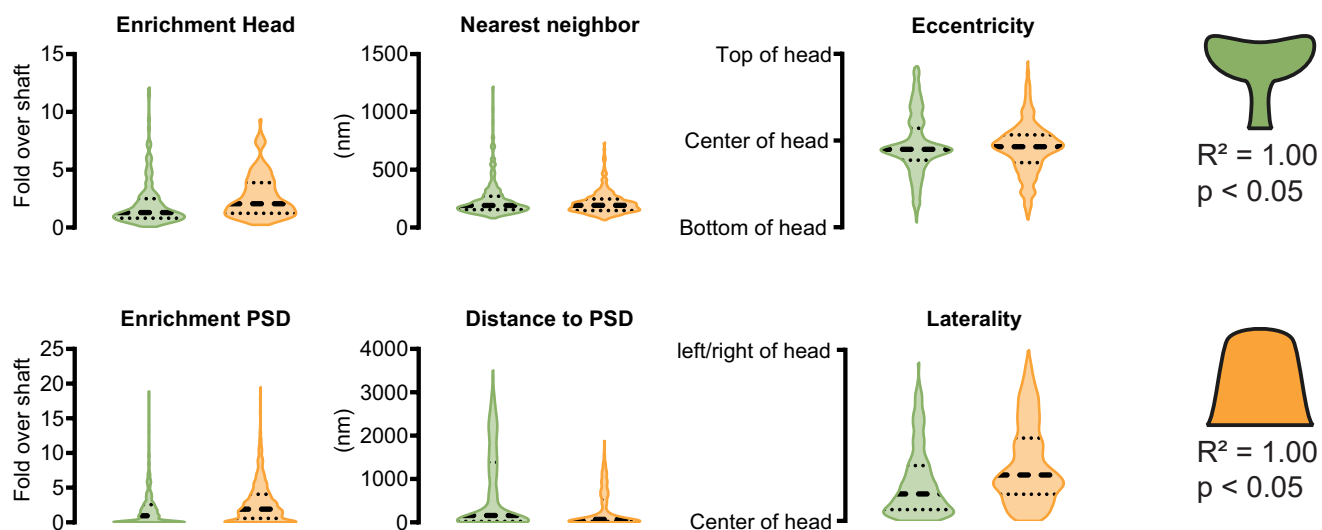 Enrichment Head
Fold over shaft
15
10
5
0
Nearest neighbor
(nm)
1500
1000
500
0
Eccentricity
Top of head
Center of head
Bottom of head
R² = 1.00
p < 0.05
Enrichment PSD
Fold over shaft
25
20
15
10
5
0
Distance to PSD
(nm)
4000
3000
2000
1000
0
Laterality
left/right of head
Center of head
R² = 1.00
p < 0.05